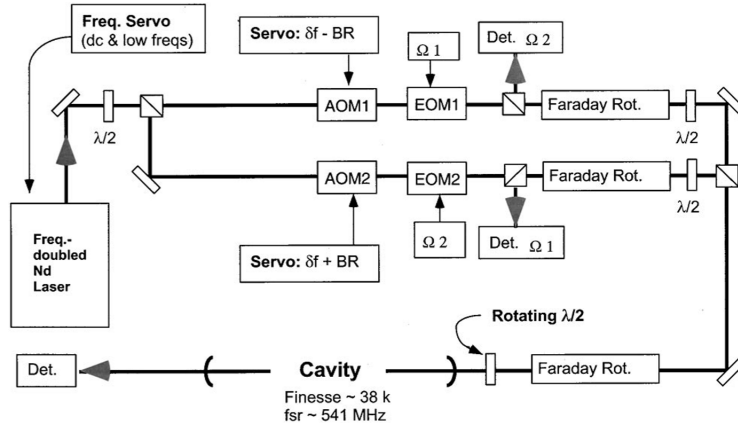 Freq. Servo
(dc & low freqs)
Servo: δf - BR
Ω 1
Det. Ω 2
AOM1
EOM1
Faraday Rot.
λ/2
λ/2
AOM2
EOM2
Faraday Rot.
λ/2
Freq.-
doubled
Nd
Laser
Servo: δf + BR
Ω 2
Det. Ω 1
Rotating λ/2
Det.
Cavity
Faraday Rot.
Finesse ~ 38 k
fsr ~ 541 MHz